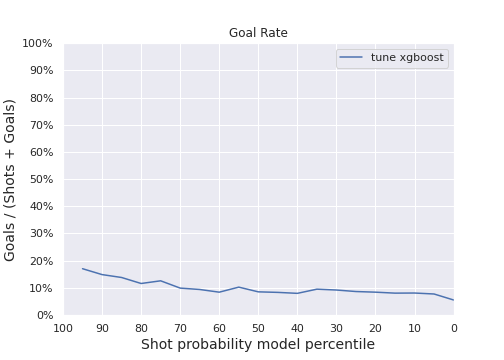 Goal Rate
100%
90%
80%
70%
60%
50%
40%
30%
20%
10%
0%
Goals / (Shots + Goals)
tune xgboost
100 90 80 70 60 50 40 30 20 10 0
Shot probability model percentile